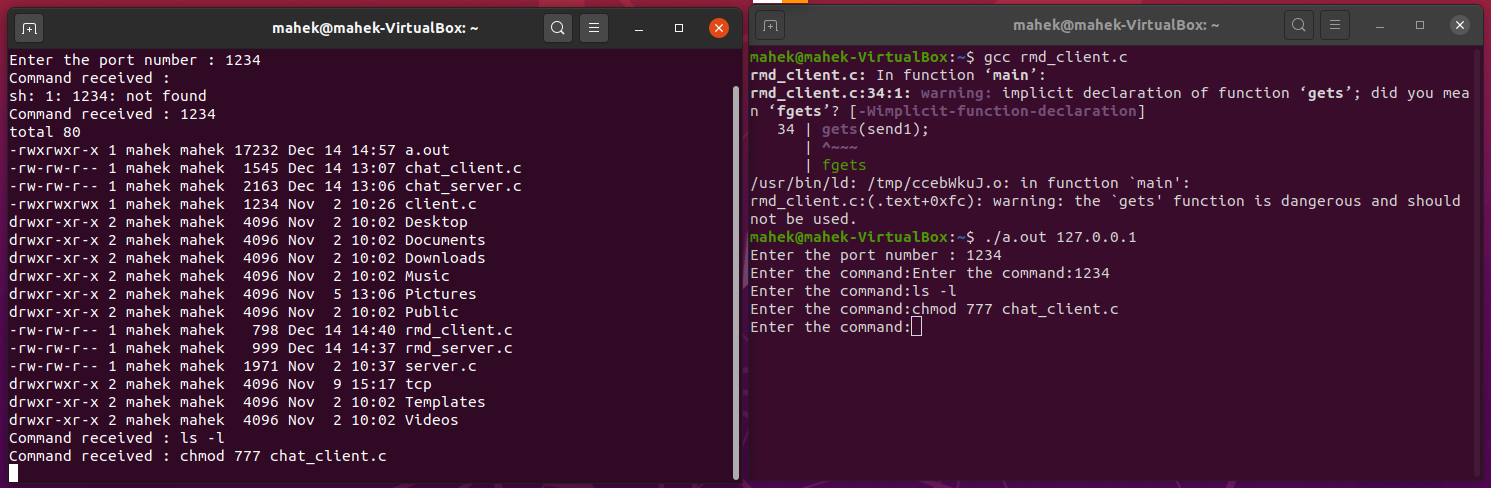 mahek@mahek-VirtualBox: ~
Enter the port number : 1234
Command received :
sh: 1: 1234: not found
Command received : 1234
total 80
-rwxrwxr-x 1 mahek mahek 17232 Dec 14 14:57 a.out
-rw-rw-r-- 1 mahek mahek  1545 Dec 14 13:07 chat_client.c
-rw-rw-r-- 1 mahek mahek  2163 Dec 14 13:06 chat_server.c
-rwxrwxrwx 1 mahek mahek  1234 Nov  2 10:26 client.c
drwxr-xr-x 2 mahek mahek  4096 Nov  2 10:02 Desktop
drwxr-xr-x 2 mahek mahek  4096 Nov  2 10:02 Documents
drwxr-xr-x 2 mahek mahek  4096 Nov  2 10:02 Downloads
drwxr-xr-x 2 mahek mahek  4096 Nov  2 10:02 Music
drwxr-xr-x 2 mahek mahek  4096 Nov  5 13:06 Pictures
drwxr-xr-x 2 mahek mahek  4096 Nov  2 10:02 Public
-rw-rw-r-- 1 mahek mahek   798 Dec 14 14:40 rmd_client.c
-rw-rw-r-- 1 mahek mahek   999 Dec 14 14:37 rmd_server.c
-rw-rw-r-- 1 mahek mahek  1971 Nov  2 10:37 server.c
drwxrwxr-x 2 mahek mahek  4096 Nov  9 15:17 tcp
drwxr-xr-x 2 mahek mahek  4096 Nov  2 10:02 Templates
drwxr-xr-x 2 mahek mahek  4096 Nov  2 10:02 Videos
Command received : ls -l
Command received : chmod 777 chat_client.c
mahek@mahek-VirtualBox: ~
mahek@mahek-VirtualBox:~$ gcc rmd_client.c
rmd_client.c: In function ‘main’:
rmd_client.c:34:1: warning: implicit declaration of function ‘gets’; did you mea
n ‘fgets’? [-Wimplicit-function-declaration]
   34 | gets(send1);
      | ^~~~
      | fgets
/usr/bin/ld: /tmp/ccebWkuJ.o: in function `main':
rmd_client.c:(.text+0xfc): warning: the `gets' function is dangerous and should
not be used.
mahek@mahek-VirtualBox:~$ ./a.out 127.0.0.1
Enter the port number : 1234
Enter the command:Enter the command:1234
Enter the command:ls -l
Enter the command:chmod 777 chat_client.c
Enter the command: